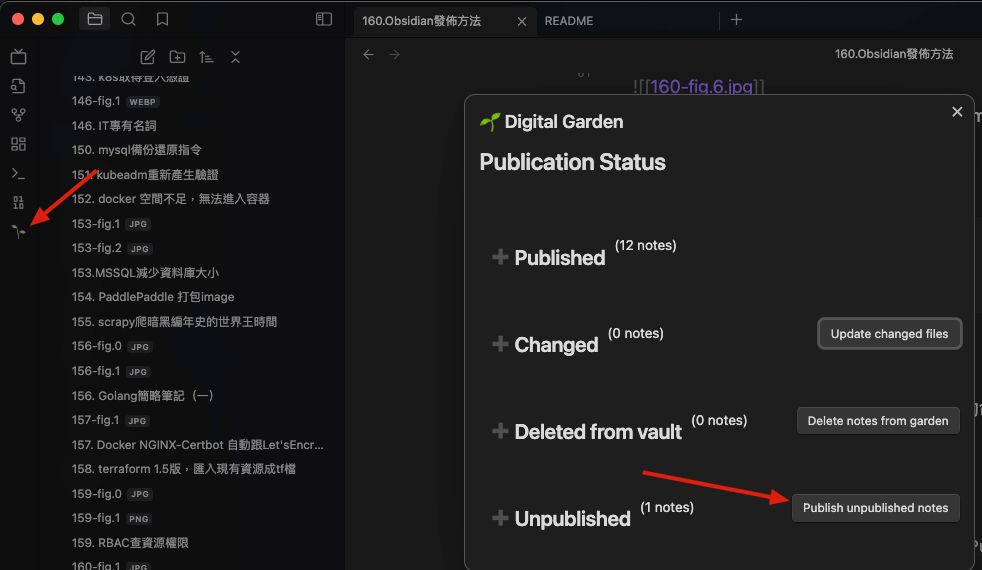 160.Obsidian發佈方法
README
160.Obsidian發佈方法
143. k8s取得登入憑證
146-fig.1 WEBP
146. IT專有名詞
150. mysql備份還原指令
151. kubeadm重新產生驗證
152. docker 空間不足，無法進入容器
153-fig.1 JPG
153-fig.2 JPG
153.MSSQL減少資料庫大小
154. PaddlePaddle 打包image
155. scrapy爬暗黑編年史的世界王時間
156-fig.0 JPG
156-fig.1 JPG
156. Golang簡略筆記（一）
157-fig.1 JPG
157. Docker NGINX-Certbot 自動跟Let'sEncr...
158. terraform 1.5版，匯入現有資源成tf檔
159-fig.0 JPG
159-fig.1 PNG
159. RBAC查資源權限
160-fig.1 JPG
![[160-fig.6.jpg]]
Digital Garden
Publication Status
Published (12 notes)
Changed (0 notes)
Update changed files
Deleted from vault (0 notes)
Delete notes from garden
Unpublished (1 notes)
Publish unpublished notes